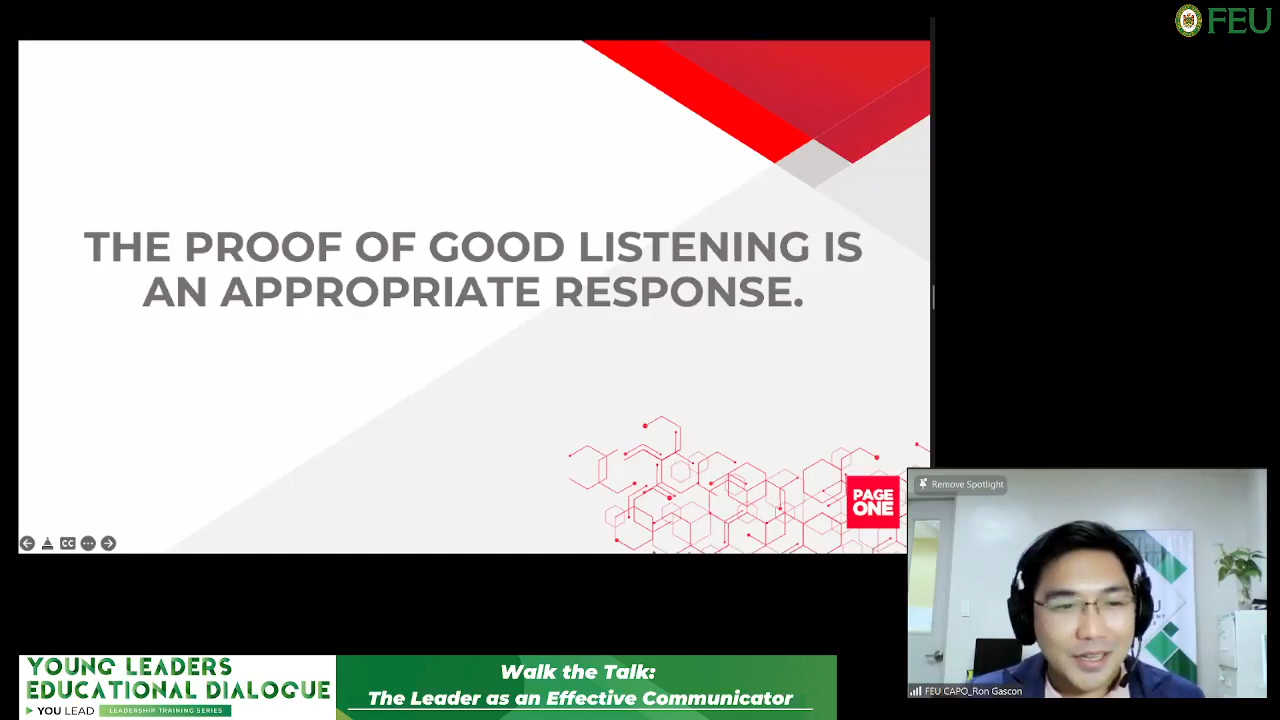 FEU
THE PROOF OF GOOD LISTENING IS
AN APPROPRIATE RESPONSE.
PAGE
ONE
CC
Remove Spotlight
FEU CAPO_Ron Gascon
YOUNG LEADERS
EDUCATIONAL DIALOGUE
YOU LEAD
LEADERSHIP TRAINING SERIES
Walk the Talk:
The Leader as an Effective Communicator